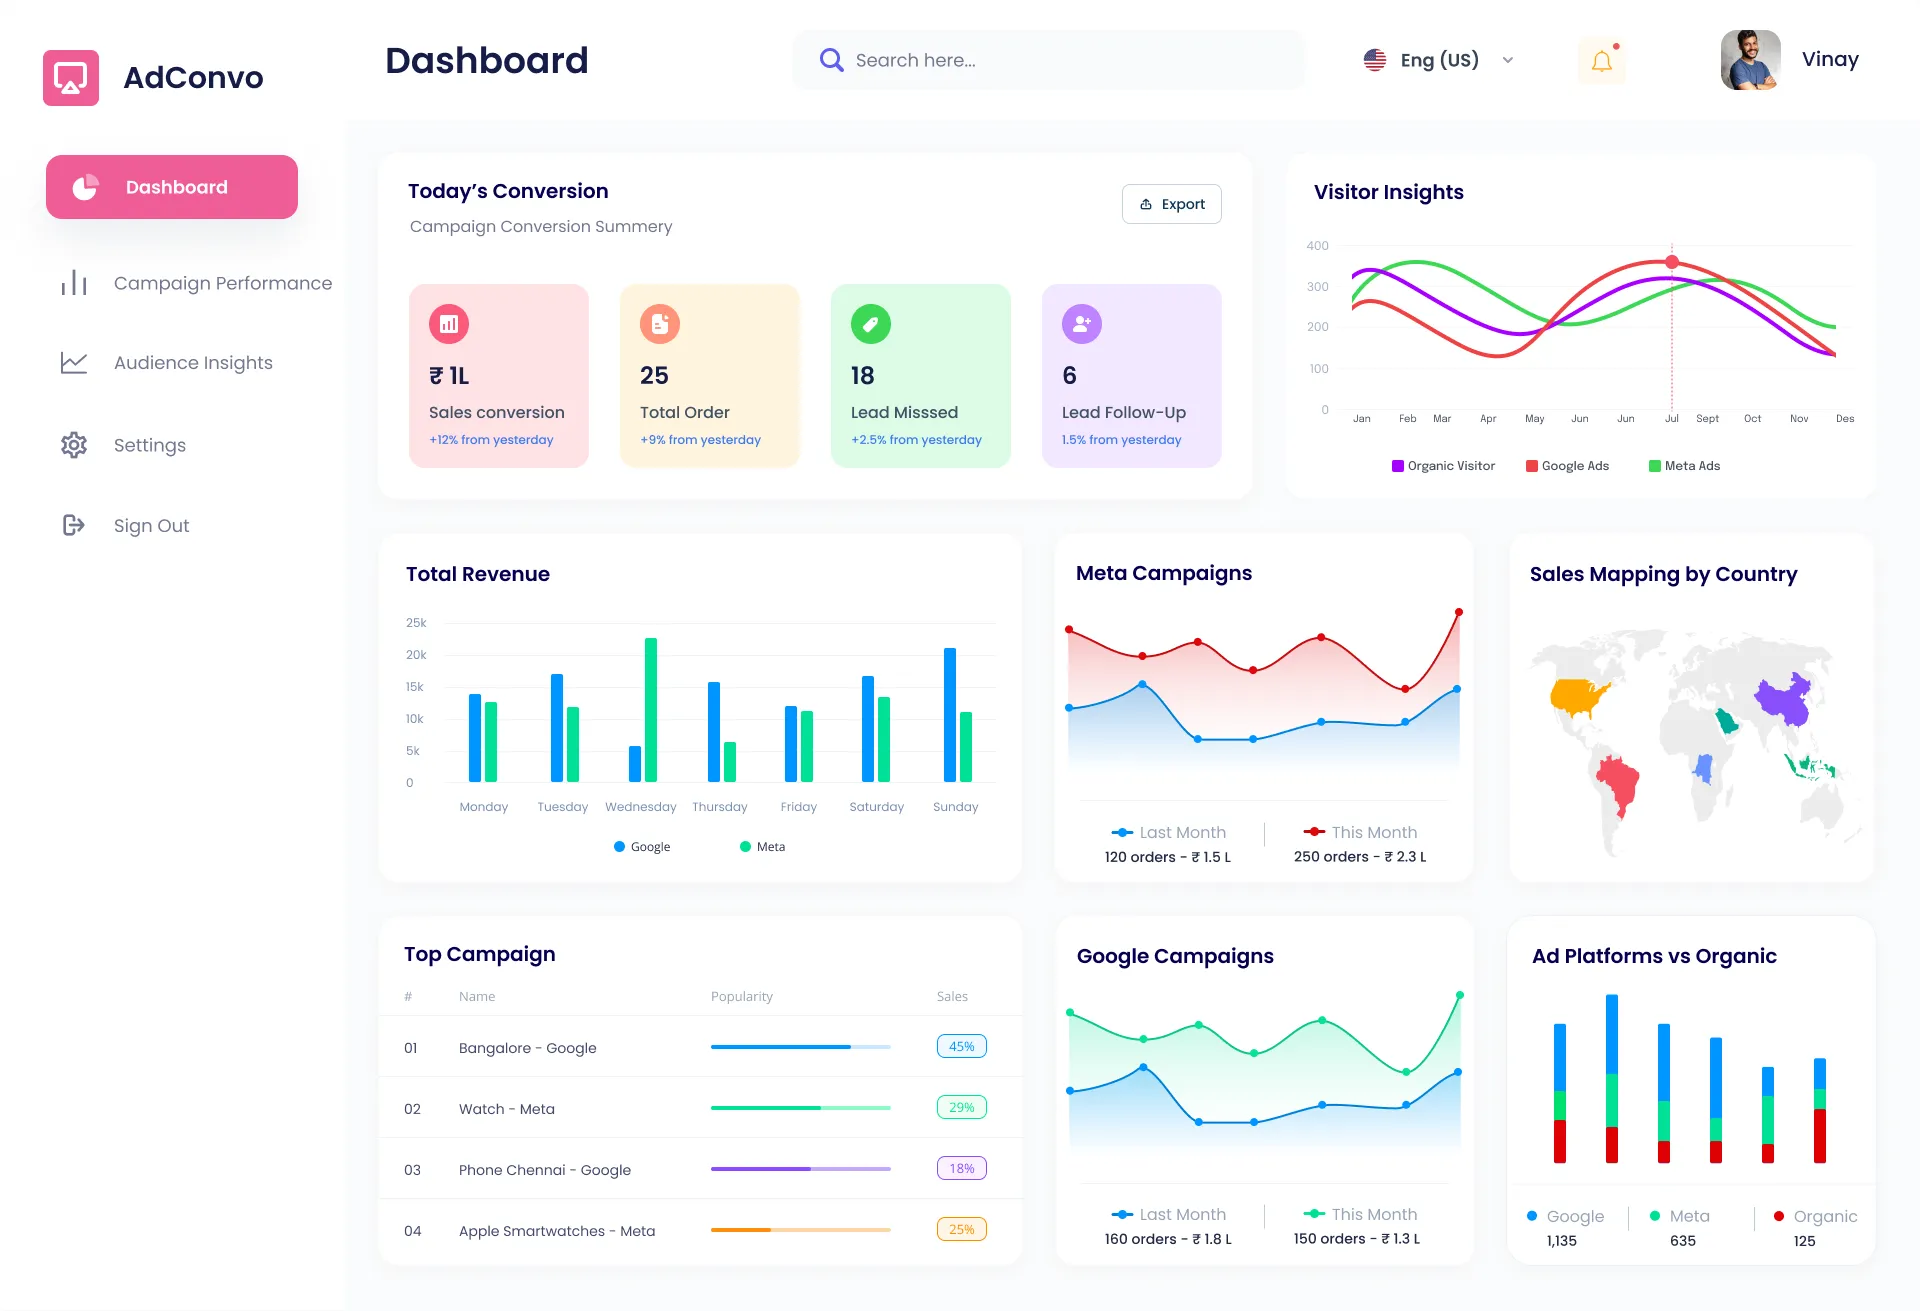 AdConvo
Dashboard
Search here...
Eng (US)
Vinay
Dashboard
Campaign Performance
Audience Insights
Settings
Sign Out
Today’s Conversion
Campaign Conversion Summery
Export
₹ 1L
Sales conversion
+12% from yesterday
25
Total Order
+9% from yesterday
18
Lead Misssed
+2.5% from yesterday
6
Lead Follow-Up
1.5% from yesterday
Visitor Insights
400
300
200
100
0
Jan Feb Mar Apr May Jun Jun Jul Sept Oct Nov Des
Organic Visitor Google Ads Meta Ads
Total Revenue
25k
20k
15k
10k
5k
0
Monday Tuesday Wednesday Thursday Friday Saturday Sunday
Google Meta
Meta Campaigns
Last Month
120 orders - ₹ 1.5 L
This Month
250 orders - ₹ 2.3 L
Sales Mapping by Country
Top Campaign
# Name Popularity Sales
01 Bangalore - Google 45%
02 Watch - Meta 29%
03 Phone Chennai - Google 18%
04 Apple Smartwatches - Meta 25%
Google Campaigns
Last Month
160 orders - ₹ 1.8 L
This Month
150 orders - ₹ 1.3 L
Ad Platforms vs Organic
Google
1,135
Meta
635
Organic
125